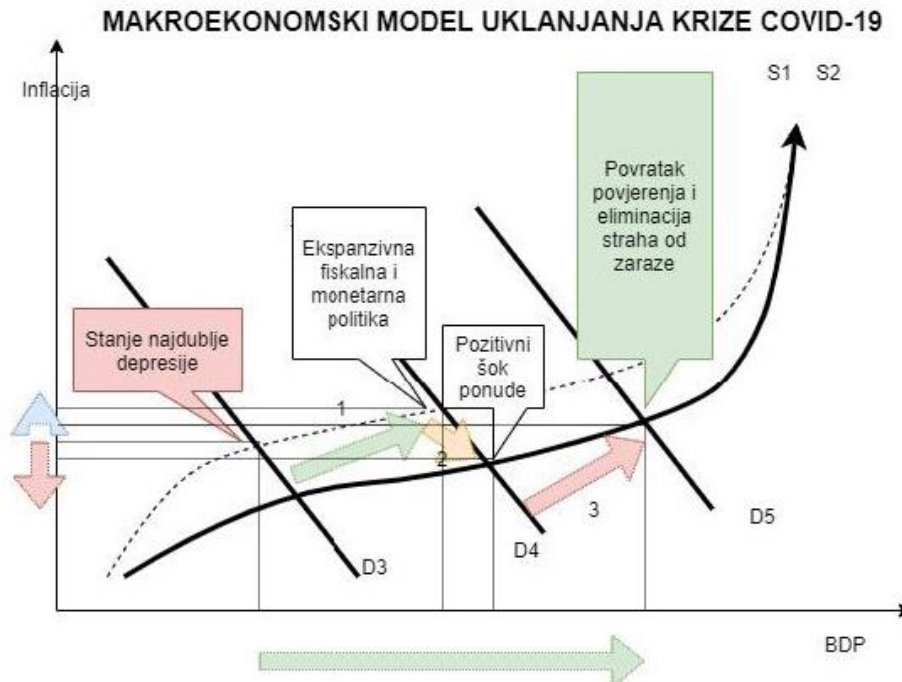 MAKROEKONOMSKI MODEL UKLANJANJA KRIZE COVID-19
Inflacija
S1 S2
Povratak
povjerenja i
eliminacija
straha od
zaraze
Ekspanzivna
fiskalna i
monetarna
politika
Pozitivni
šok
ponude
Stanje najdublje
depresije
1
2
3
D3
D4
D5
BDP